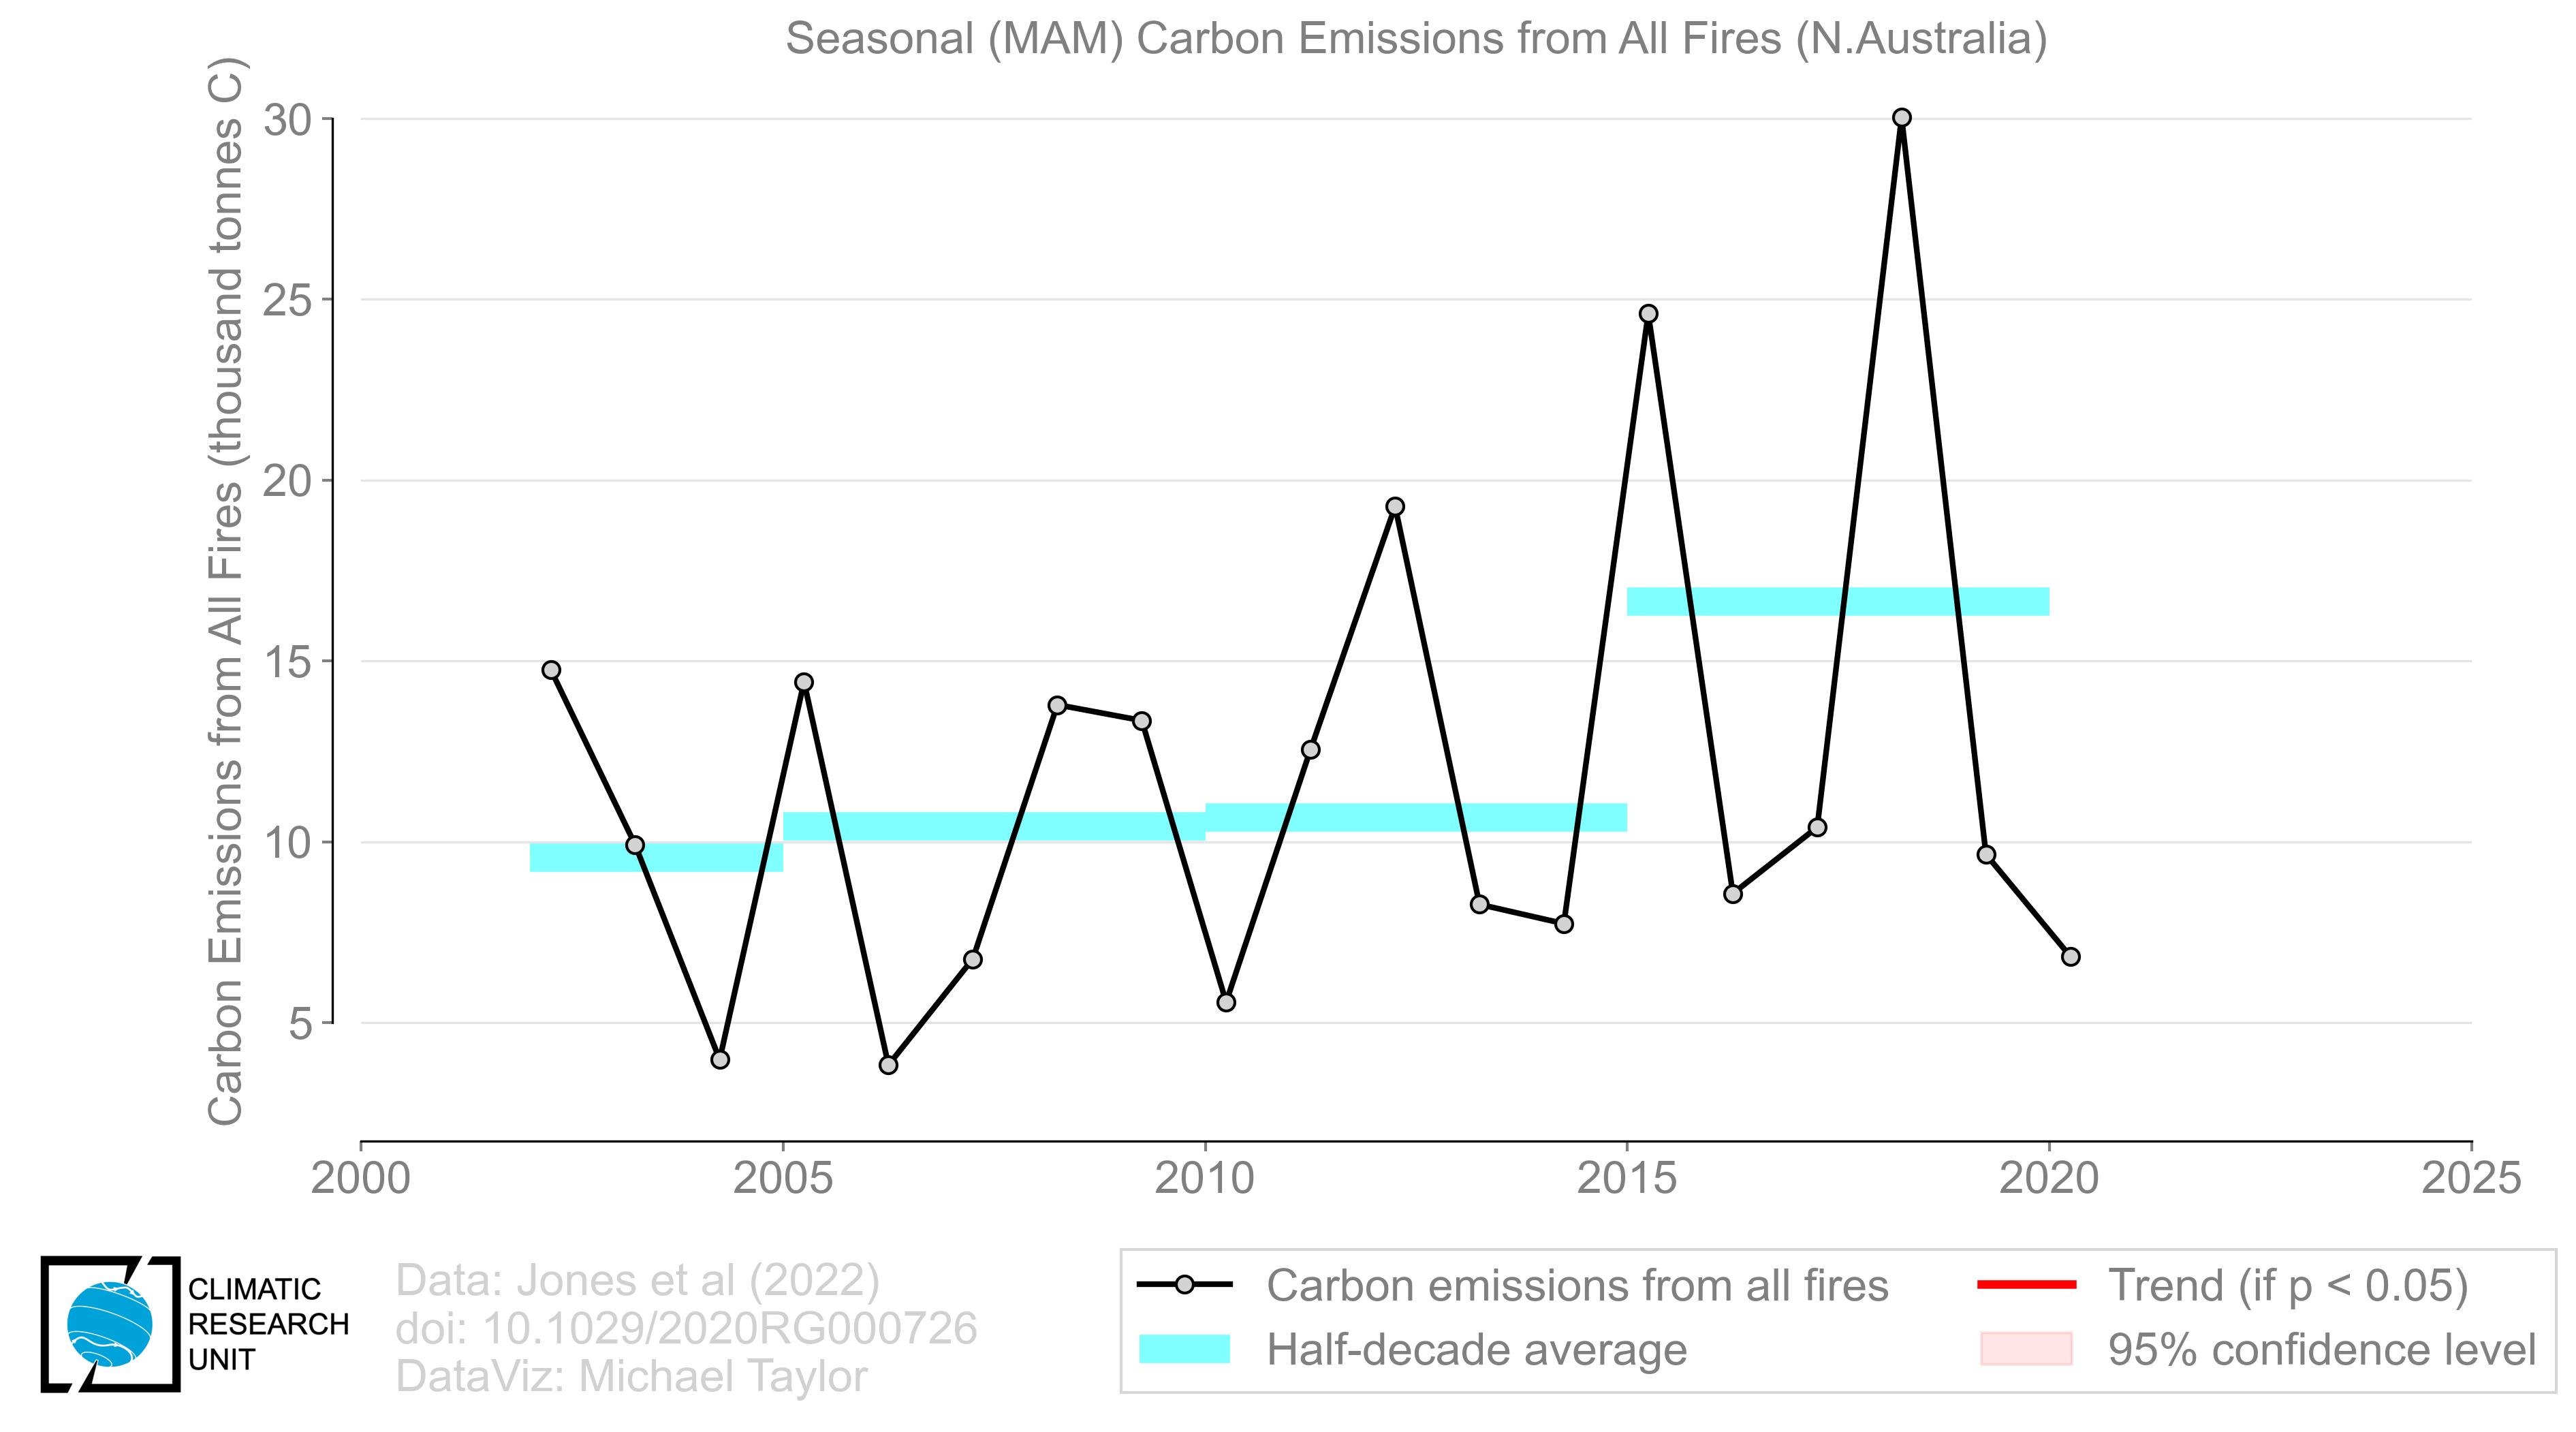 Seasonal (MAM) Carbon Emissions from All Fires (N.Australia)
Carbon Emissions from All Fires (thousand tonnes C)
30
25
20
15
10
5
2000
2005
2010
2015
2020
2025
CLIMATIC
RESEARCH
UNIT
Data: Jones et al (2022)
doi: 10.1029/2020RG000726
DataViz: Michael Taylor
Carbon emissions from all fires
Half-decade average
Trend (if p < 0.05)
95% confidence level